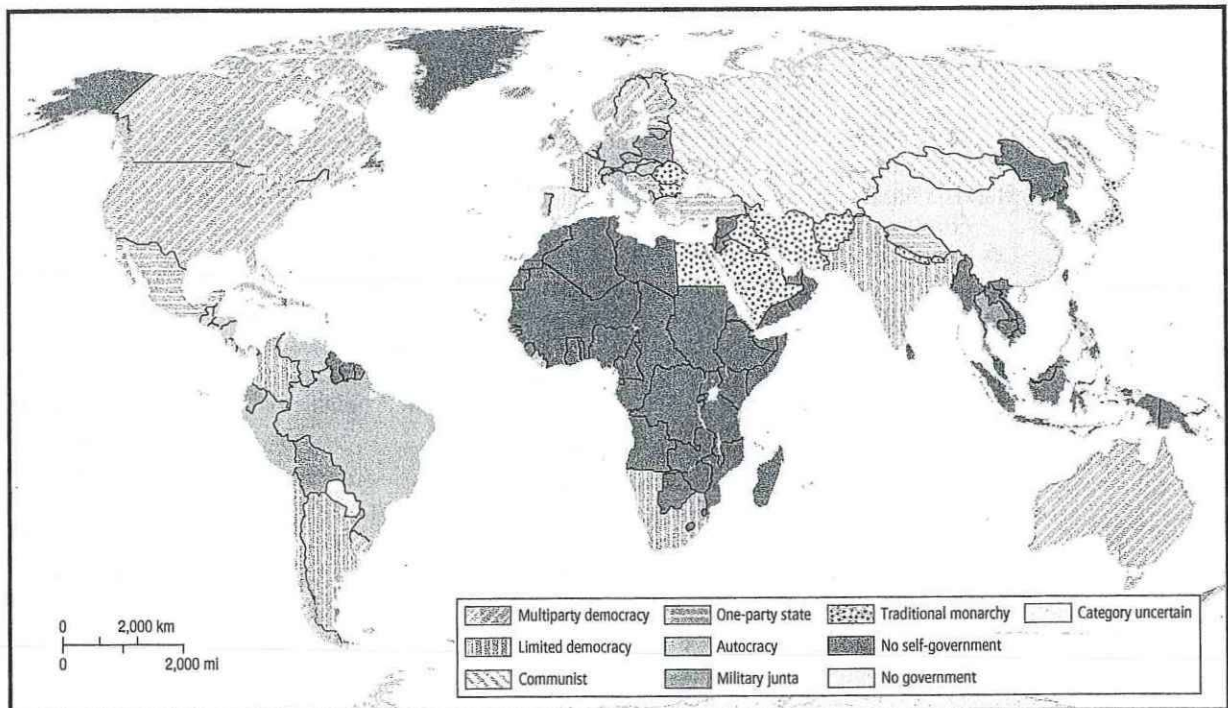 0 2,000 km
0 2,000 mi
Multiparty democracy One-party state Traditional monarchy Category uncertain
Limited democracy Autocracy No self-government
Communist Military junta No government